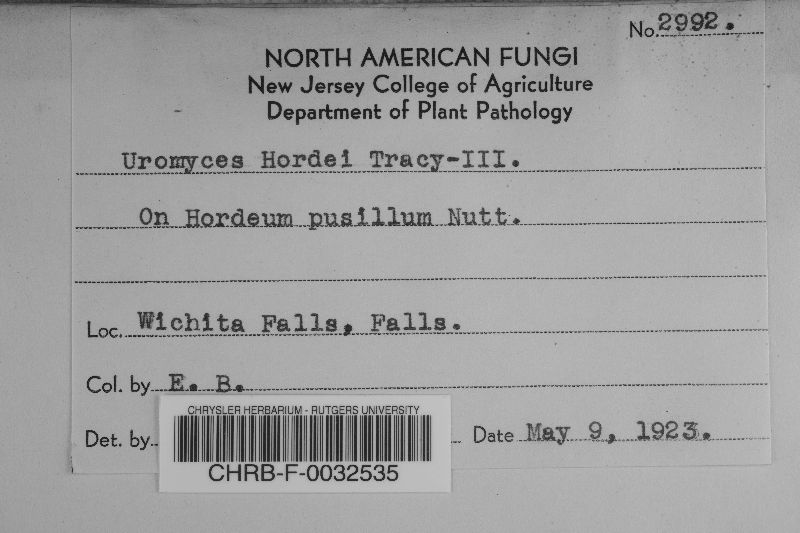 No. 2992.
NORTH AMERICAN FUNGI
New Jersey College of Agriculture
Department of Plant Pathology
Uromyces Hordei Tracy-III.
On Hordeum pusillum Nutt.
Loc. Wichita Falls, Falls.
Col. by E. B.
Det. by
Date May 9, 1923.
CHRYSLER HERBARIUM - RUTGERS UNIVERSITY
CHRB-F-0032535